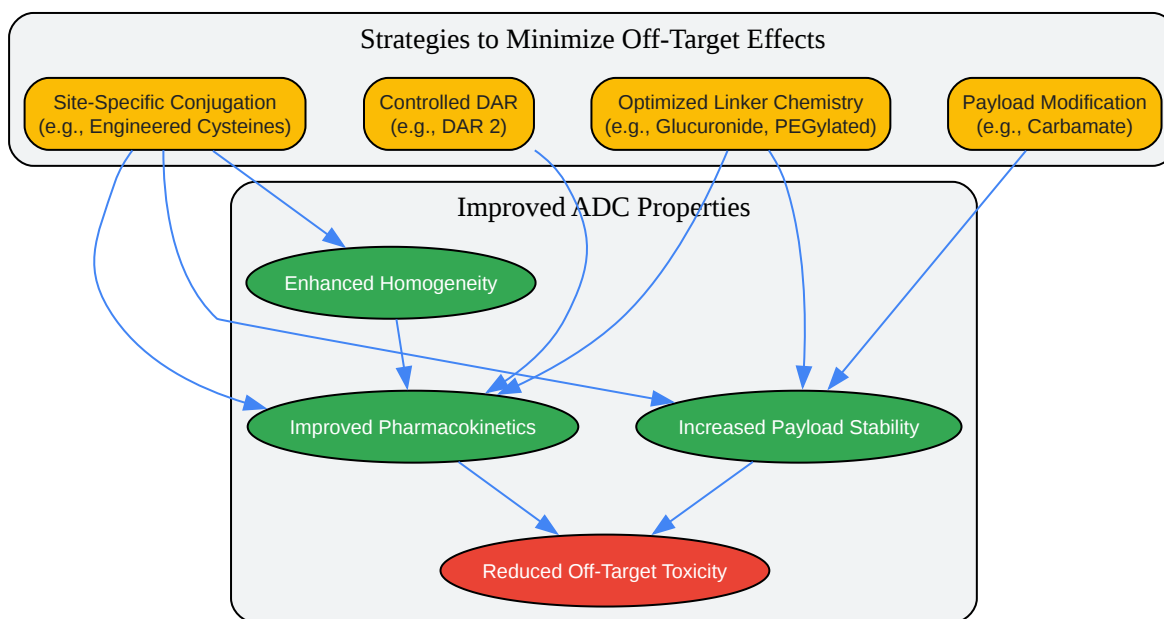 Strategies to Minimize Off-Target Effects
Site-Specific Conjugation
(e.g., Engineered Cysteines)
Controlled DAR
(e.g., DAR 2)
Optimized Linker Chemistry
(e.g., Glucuronide, PEGylated)
Payload Modification
(e.g., Carbamate)
Improved ADC Properties
Enhanced Homogeneity
Improved Pharmacokinetics
Increased Payload Stability
Reduced Off-Target Toxicity